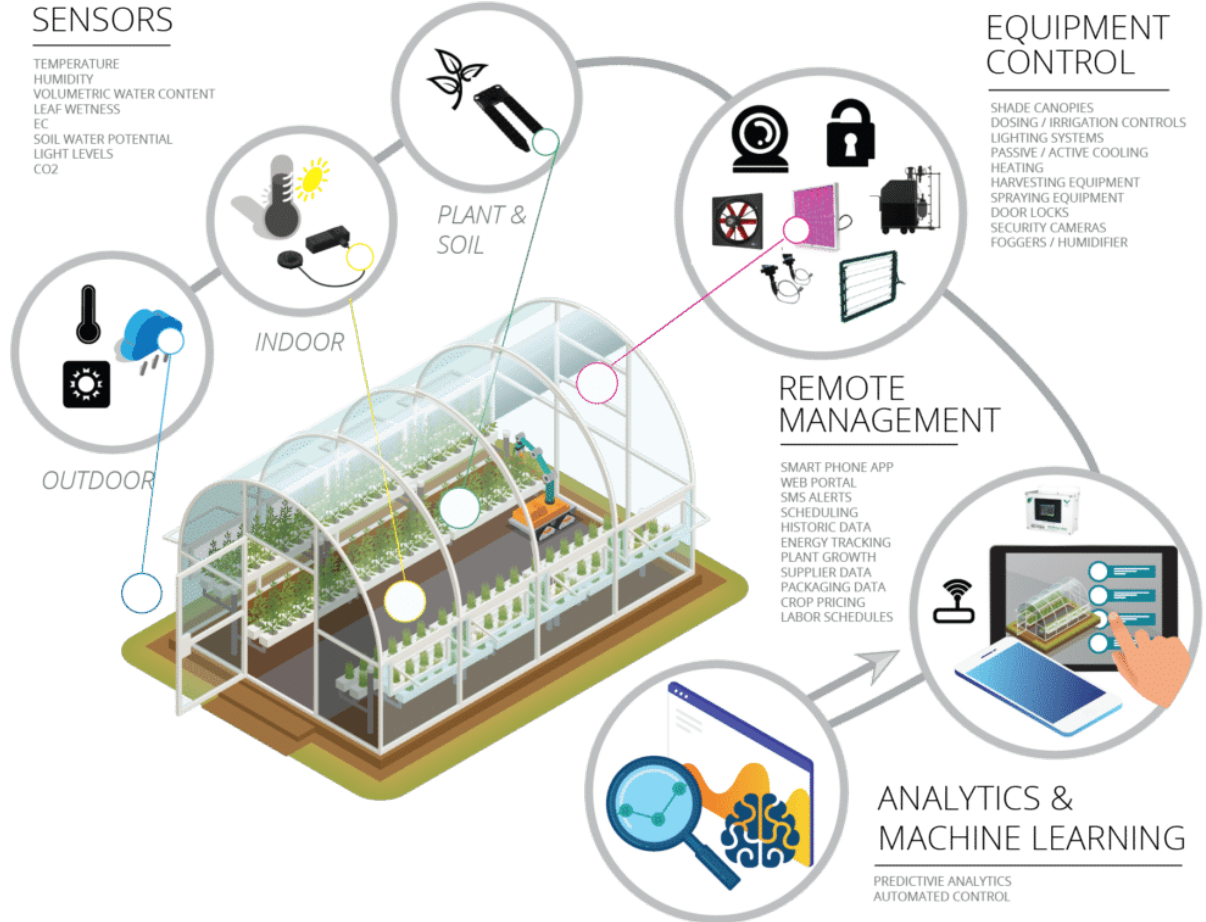 SENSORS
TEMPERATURE
HUMIDITY
VOLUMETRIC WATER CONTENT
LEAF WETNESS
EC
SOIL WATER POTENTIAL
LIGHT LEVELS
CO2
PLANT &
SOIL
INDOOR
OUTDOOR
EQUIPMENT
CONTROL
SHADE CANOPIES
DOSING / IRRIGATION CONTROLS
LIGHTING SYSTEMS
PASSIVE / ACTIVE COOLING
HEATING
HARVESTING EQUIPMENT
SPRAYING EQUIPMENT
DOOR LOCKS
SECURITY CAMERAS
FOGGERS / HUMIDIFIER
REMOTE
MANAGEMENT
SMART PHONE APP
WEB PORTAL
SMS ALERTS
SCHEDULING
HISTORIC DATA
ENERGY TRACKING
PLANT GROWTH
SUPPLIER DATA
PACKAGING DATA
CROP PRICING
LABOR SCHEDULES
ANALYTICS &
MACHINE LEARNING
PREDICTIVIE ANALYTICS
AUTOMATED CONTROL